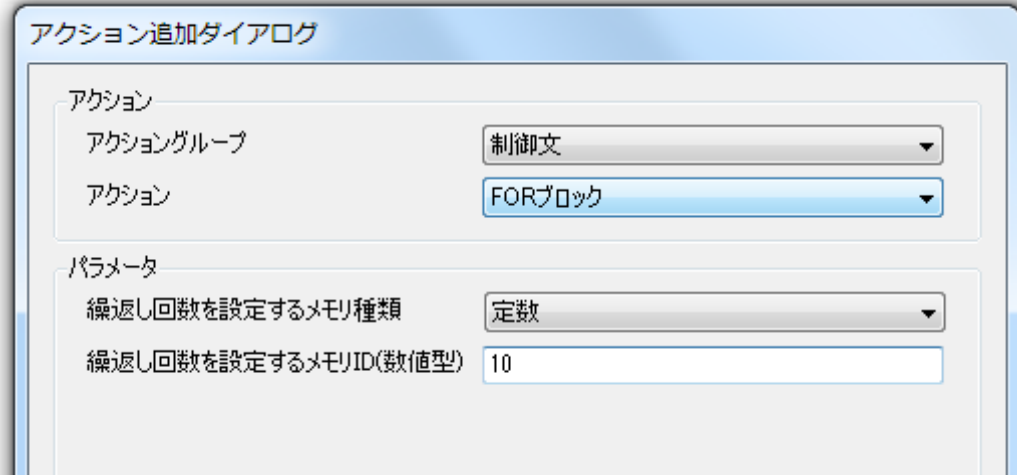 アクション追加ダイアログ
アクション
アクショングループ 制御文
アクション FORブロック
パラメータ
繰返し回数を設定するメモリ種類 定数
繰返し回数を設定するメモリID(数値型) 10